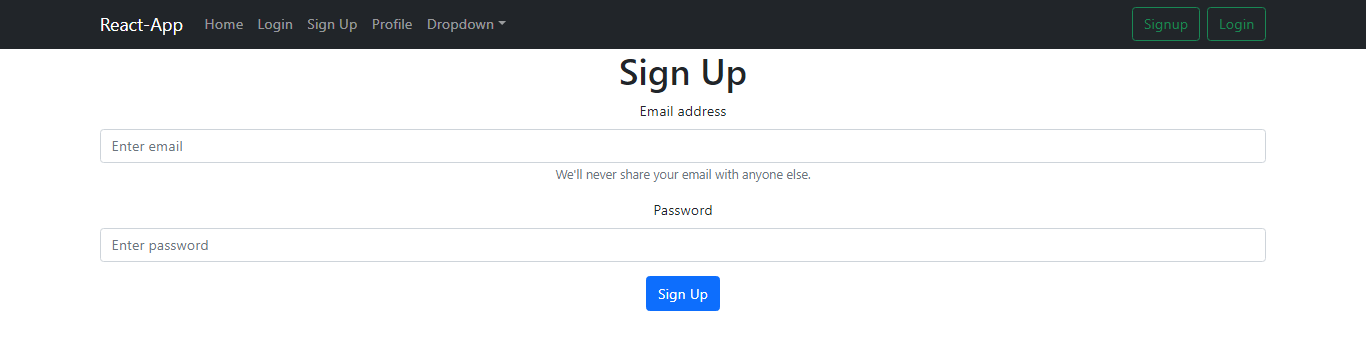 React-App Home Login Sign Up Profile Dropdown Signup Login
Sign Up
Email address
Enter email
We'll never share your email with anyone else.
Password
Enter password
Sign Up